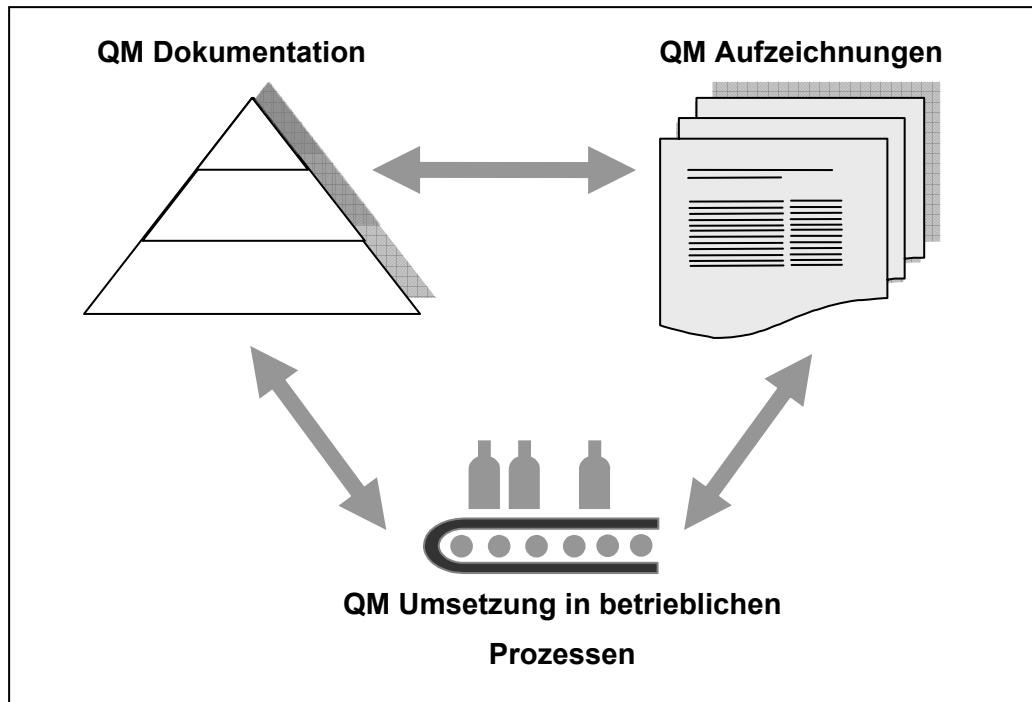 QM Dokumentation
QM Aufzeichnungen
QM Umsetzung in betrieblichen
Prozessen